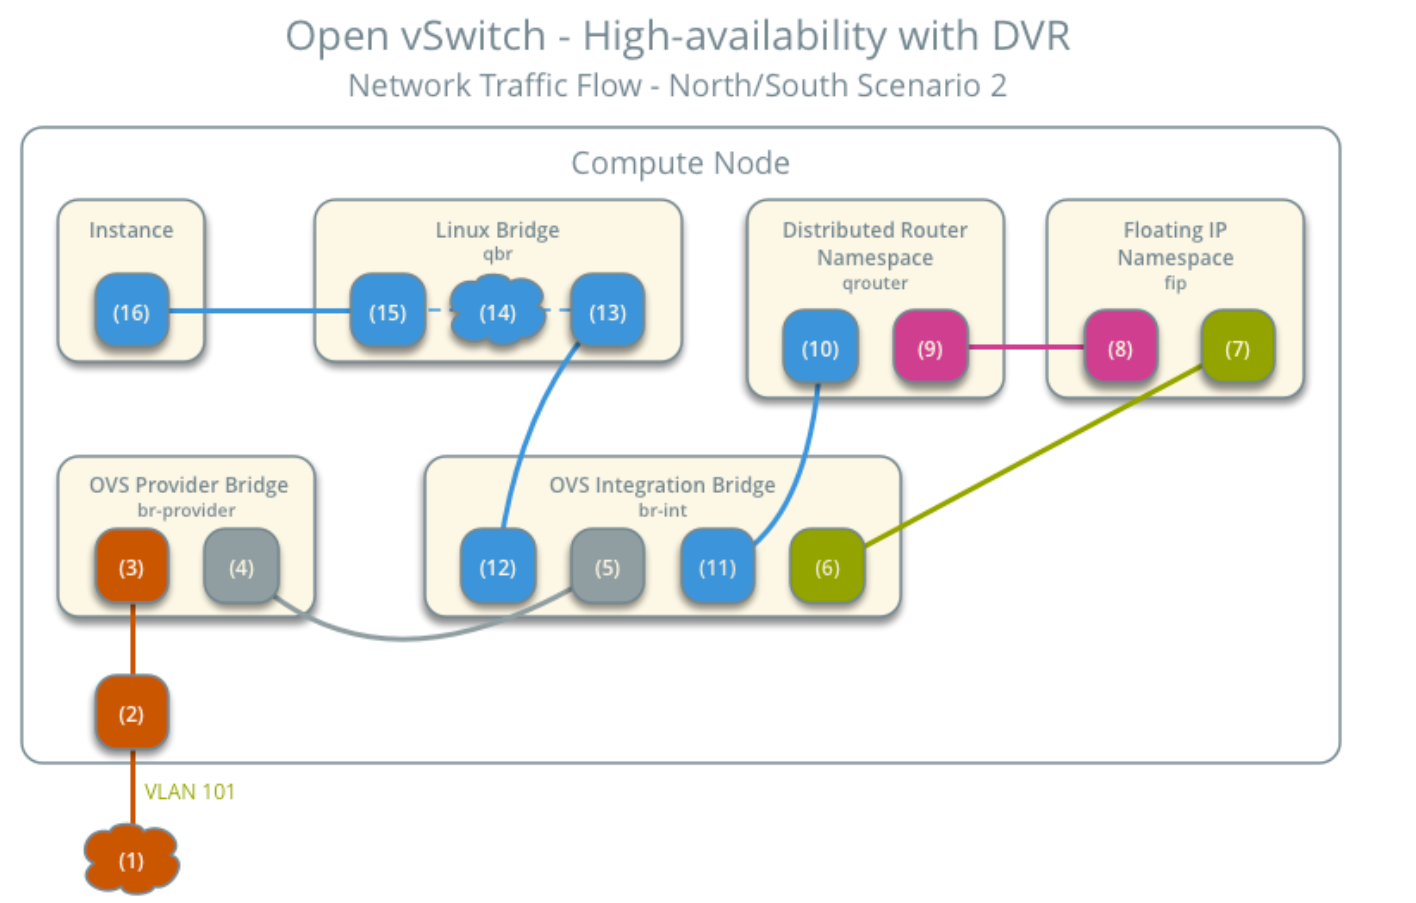 Open vSwitch - High-availability with DVR
Network Traffic Flow - North/South Scenario 2
Compute Node
Instance
(16)
Linux Bridge
qbr
(15)
(14)
(13)
Distributed Router
Namespace
qrouter
(10)
(9)
Floating IP
Namespace
fip
(8)
(7)
OVS Provider Bridge
br-provider
(3)
(4)
OVS Integration Bridge
br-int
(12)
(5)
(11)
(6)
(2)
VLAN 101
(1)